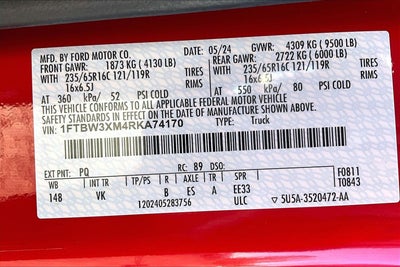 MFD. BY FORD MOTOR CO. 05/24 GVWR: 4309 KG (9500 LB)
FRONT GAWR: 1873 KG (4130 LB) REAR GAWR: 2722 KG (6000 LB)
WITH 235/65R16C 121/119R TIRES WITH 235/65R16C 121/119R TIRES
16x6.5J RIMS 16x6.5J RIMS
AT 360 kPa/ 52 PSI COLD AT 550 kPa/ 80 PSI COLD
THIS VEHICLE CONFORMS TO ALL APPLICABLE FEDERAL MOTOR VEHICLE
SAFETY STANDARDS IN EFFECT ON THE DATE OF MANUFACTURE SHOWN ABOVE.
VIN: 1FTBW3XM4RKA74170 TYPE: Truck
EXT PNT: PQ RC: 89 DSO: F0811
WB INT TR TP/PS R AXLE TR SPR T0843
148 VK B ES A EE33
1202405283756 ULC ▽ 5U5A-3520472-AA